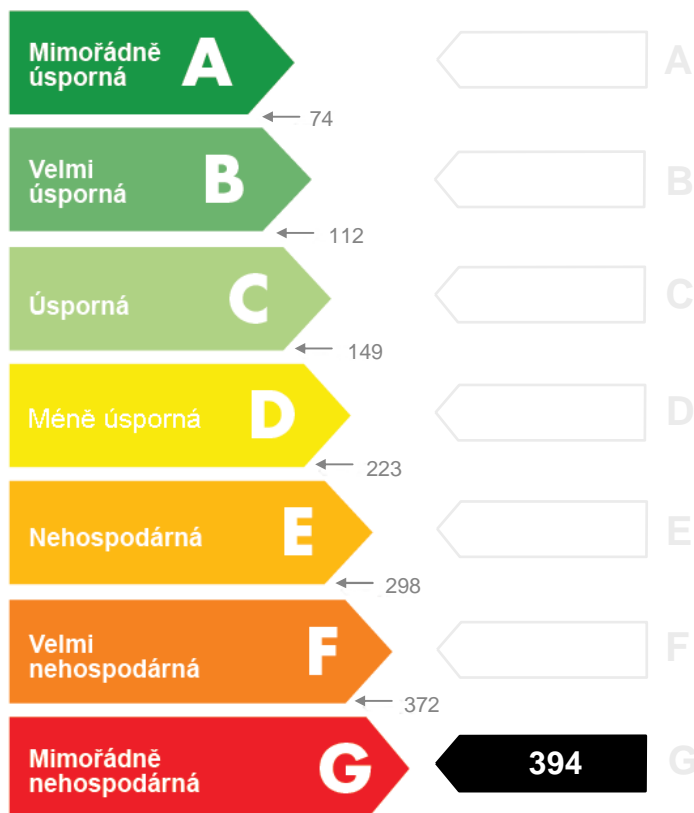 Mimořádně
úsporná
A
A
74
Velmi
úsporná
B
B
112
Úsporná
C
C
149
Méně úsporná
D
D
223
Nehospodárná
E
E
298
Velmi
nehospodárná
F
F
372
Mimořádně
nehospodárná
G
394
G